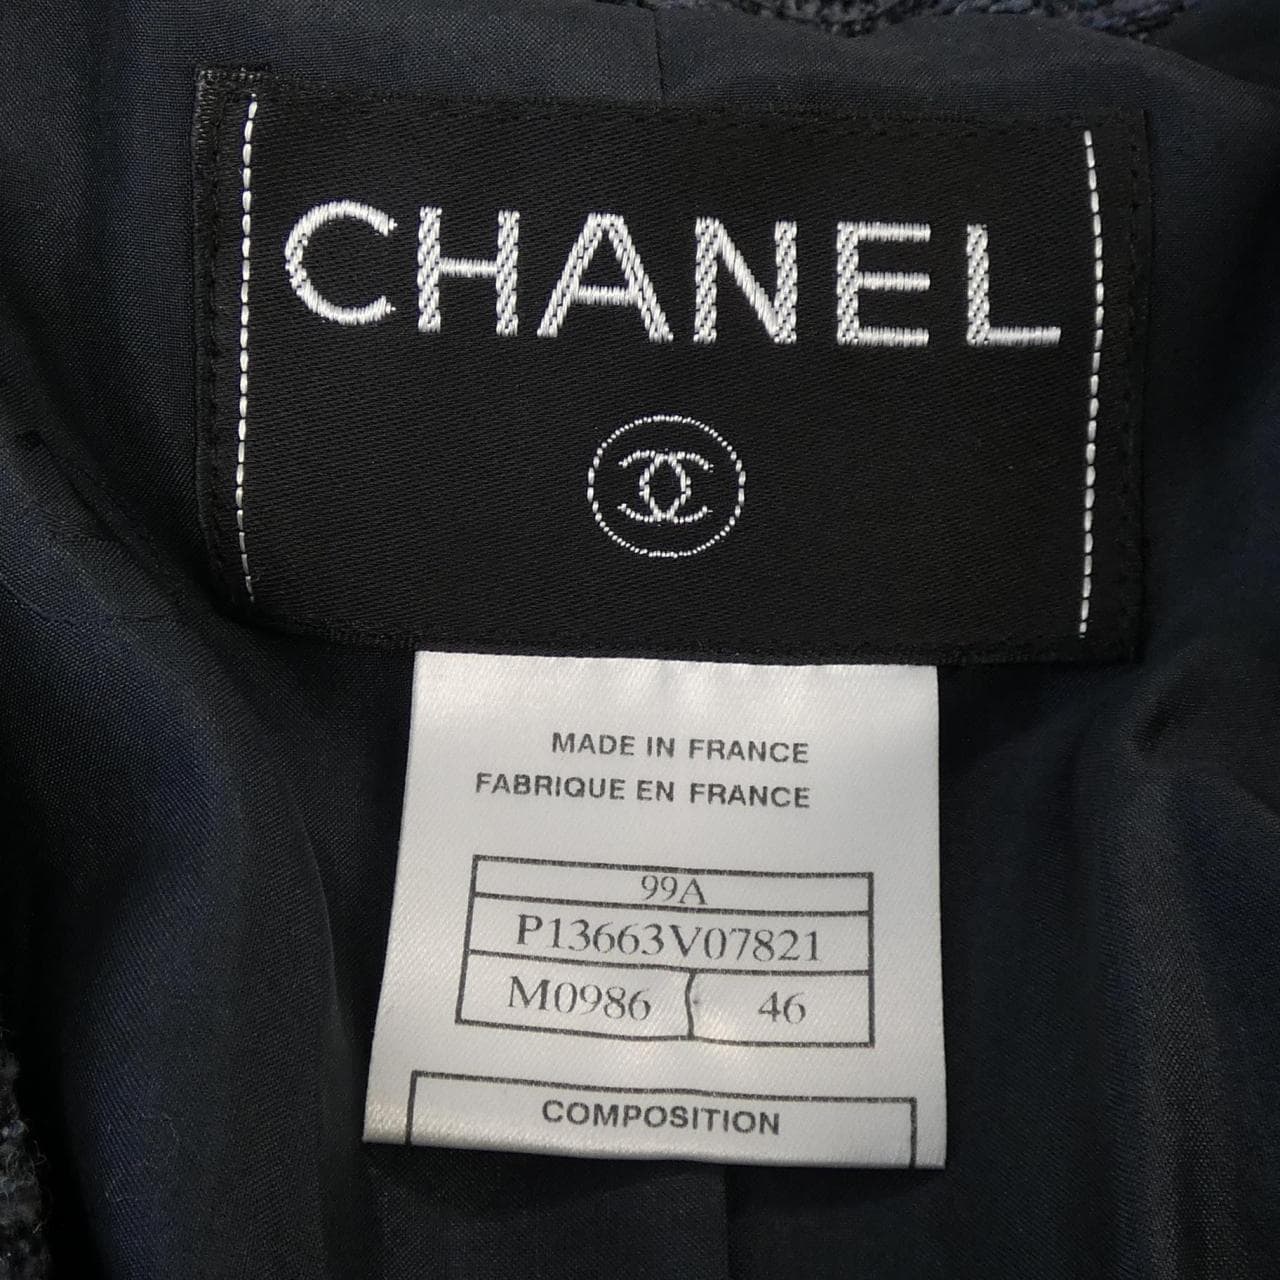 CHANEL
MADE IN FRANCE
FABRIQUE EN FRANCE
99A
P13663V07821
M0986 46
COMPOSITION